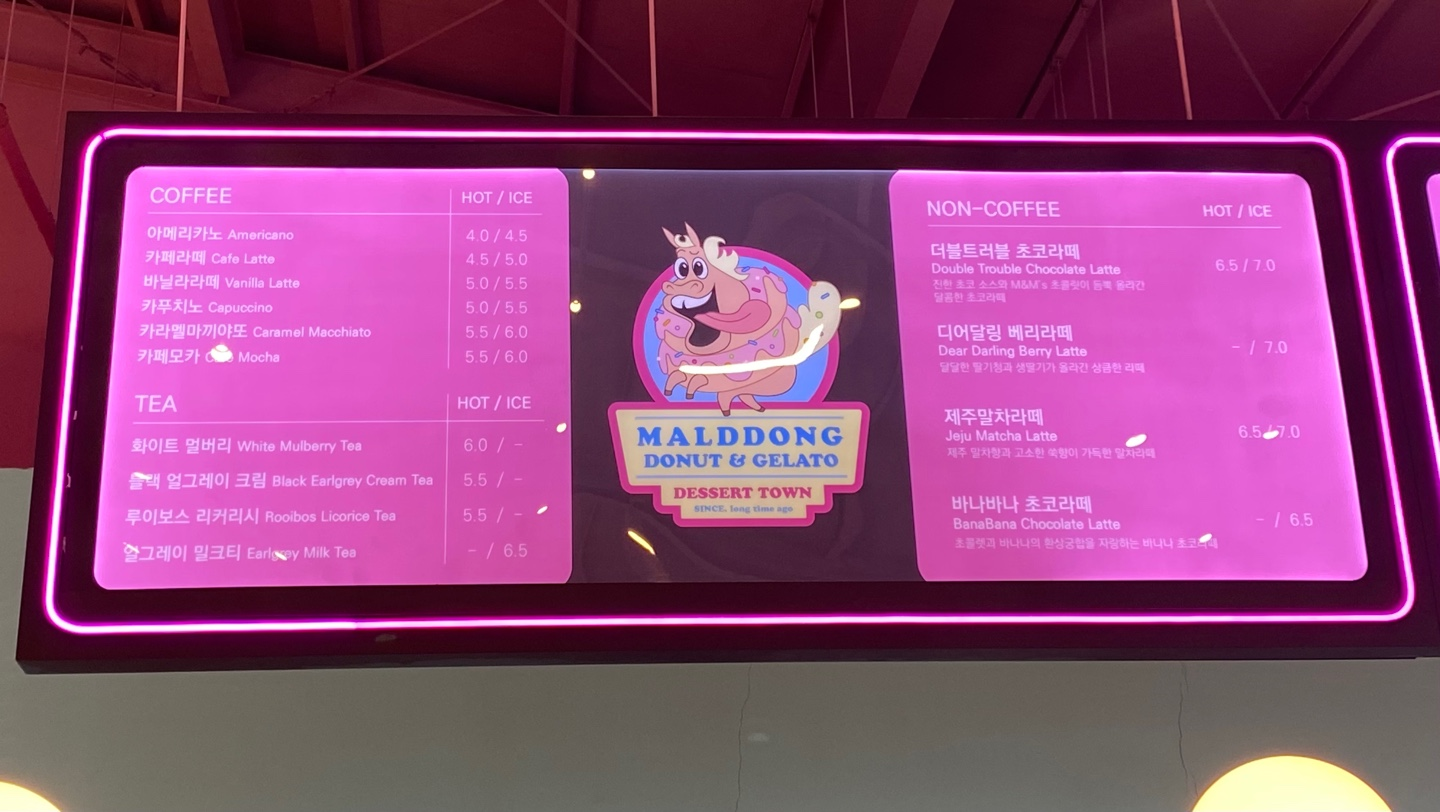 COFFEE HOT / ICE
아메리카노 Americano 4.0 / 4.5
카페라떼 Cafe Latte 4.5 / 5.0
바닐라라떼 Vanilla Latte 5.0 / 5.5
카푸치노 Capuccino 5.0 / 5.5
카라멜마끼야또 Caramel Macchiato 5.5 / 6.0
카페모카 Mocha 5.5 / 6.0
TEA HOT / ICE
화이트 멀버리 White Mulberry Tea 6.0 / -
블랙 얼그레이 크림 Black Earlgrey Cream Tea 5.5 / -
루이보스 리커리시 Rooibos Licorice Tea 5.5 / -
얼그레이 밀크티 Earlgrey Milk Tea - / 6.5
MALDDONG
DONUT & GELATO
DESSERT TOWN
SINCE. long time ago
NON-COFFEE HOT / ICE
더블트러블 초코라떼 6.5 / 7.0
Double Trouble Chocolate Latte
진한 초코 소스와 M&M's 초콜릿이 듬뿍 올라간
달콤한 초코라떼
디어달링 베리라떼 - / 7.0
Dear Darling Berry Latte
달달한 딸기청과 생딸기가 올라간 상큼한 라떼
제주말차라떼 6.5 / 7.0
Jeju Matcha Latte
제주 말차향과 고소한 쑥향이 가득한 말차라떼
바나바나 초코라떼 - / 6.5
BanaBana Chocolate Latte
초콜렛과 바나나의 환상궁합을 자랑하는 바나나 초코라떼